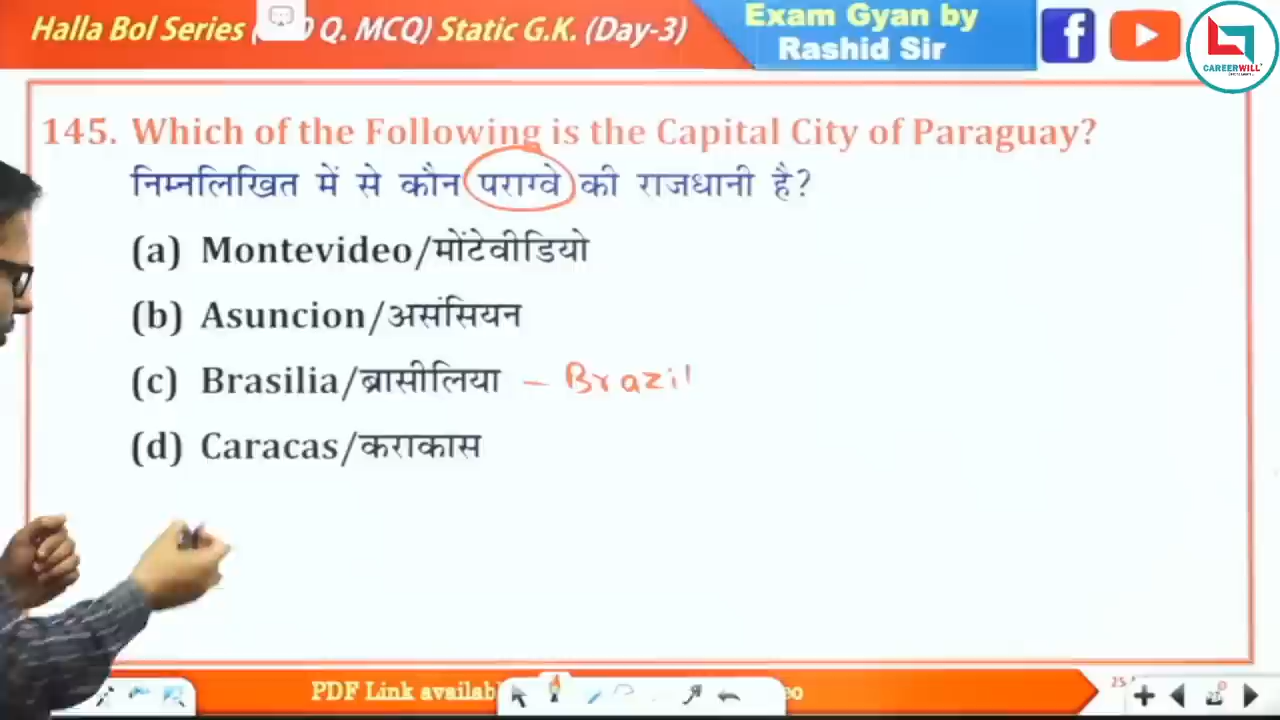 Halla Bol Series ( 0 Q. MCQ) Static G.K. (Day-3)
Exam Gyan by
Rashid Sir
CAREERWILL
145. Which of the Following is the Capital City of Paraguay?
निम्नलिखित में से कौन पराग्वे की राजधानी है?
(a) Montevideo/मोंटेवीडियो
(b) Asuncion/असंसियन
(c) Brasilia/ब्रासीलिया – Brazil
(d) Caracas/कराकास
PDF Link